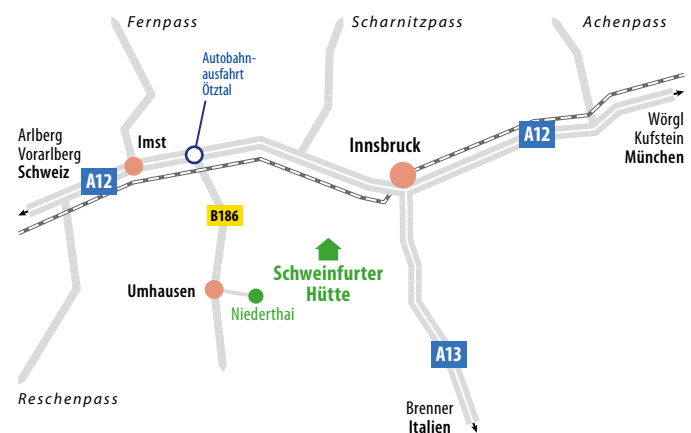 Fernpass
Scharnitzpass
Achenpass
Autobahn-
ausfahrt
Ötztal
Arlberg
Vorarlberg
Schweiz
Imst
Innsbruck
A12
Wörgl
Kufstein
München
A12
B186
Schweinfurter
Hütte
Umhausen
Niederthai
A13
Reschenpass
Brenner
Italien